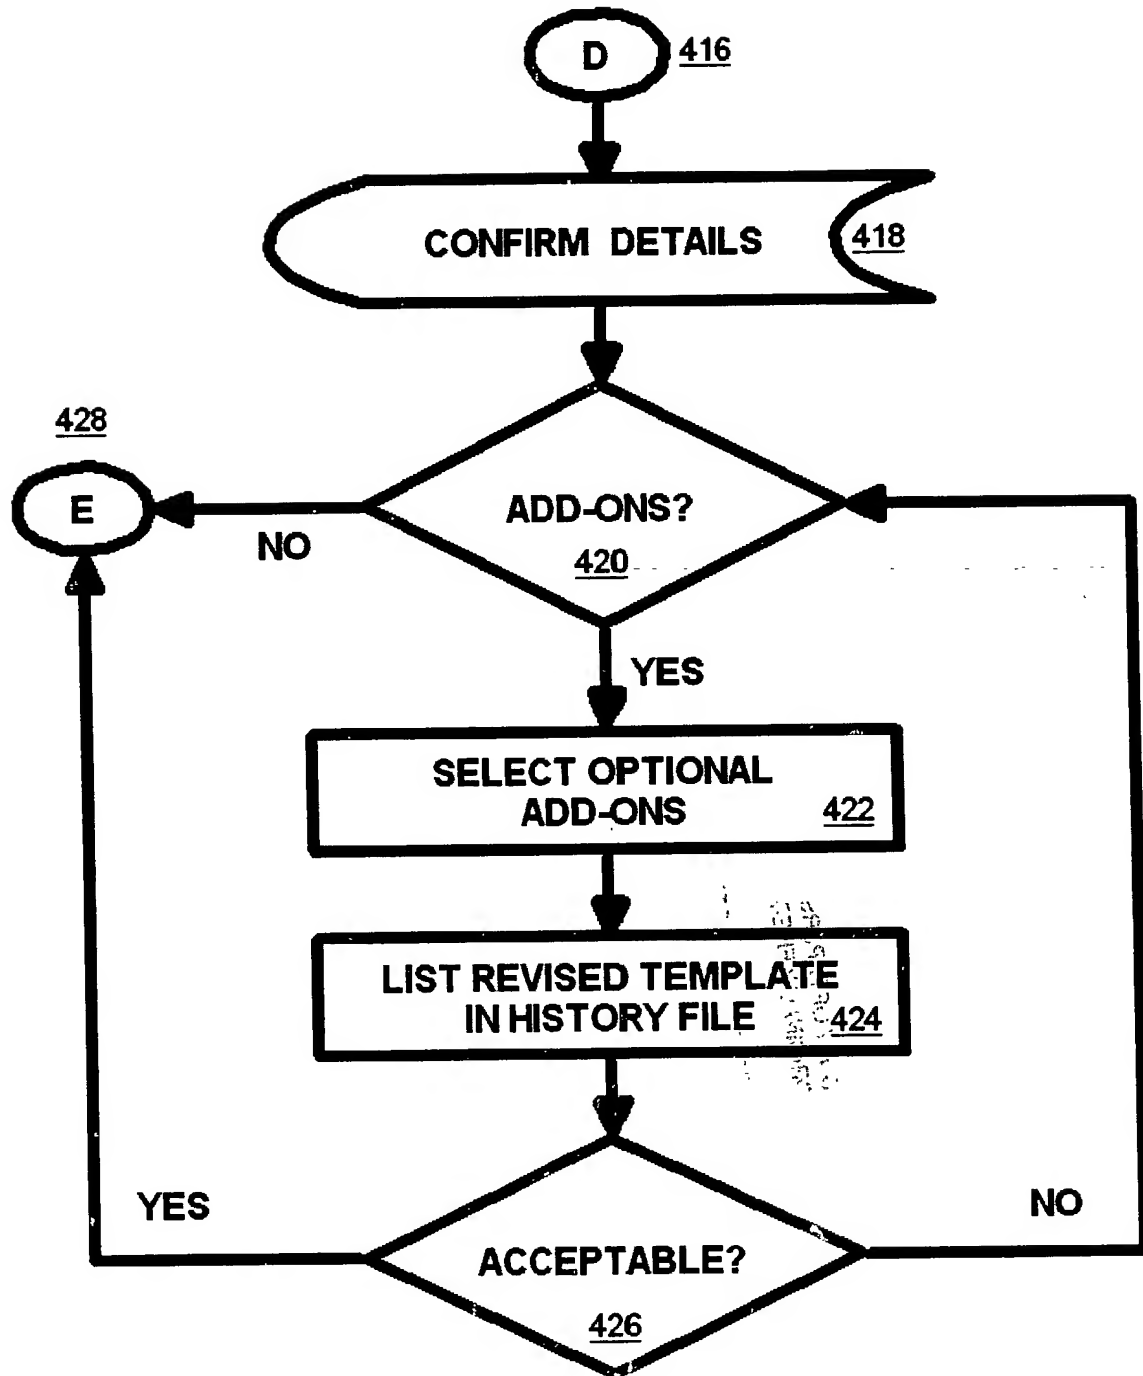 D 416
CONFIRM DETAILS 418
428
E
ADD-ONS?
NO
420
YES
SELECT OPTIONAL
ADD-ONS 422
LIST REVISED TEMPLATE
IN HISTORY FILE 424
YES
NO
ACCEPTABLE?
426